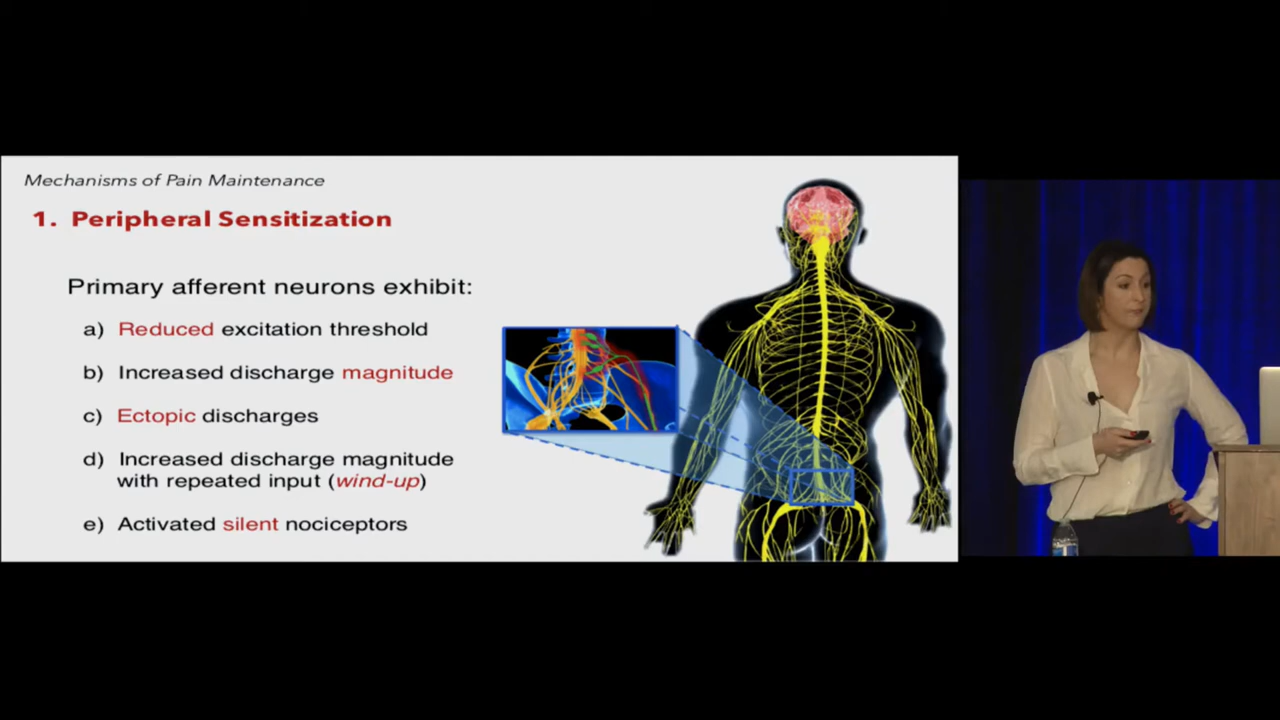 Mechanisms of Pain Maintenance
1. Peripheral Sensitization
Primary afferent neurons exhibit:
a) Reduced excitation threshold
b) Increased discharge magnitude
c) Ectopic discharges
d) Increased discharge magnitude
with repeated input (wind-up)
e) Activated silent nociceptors